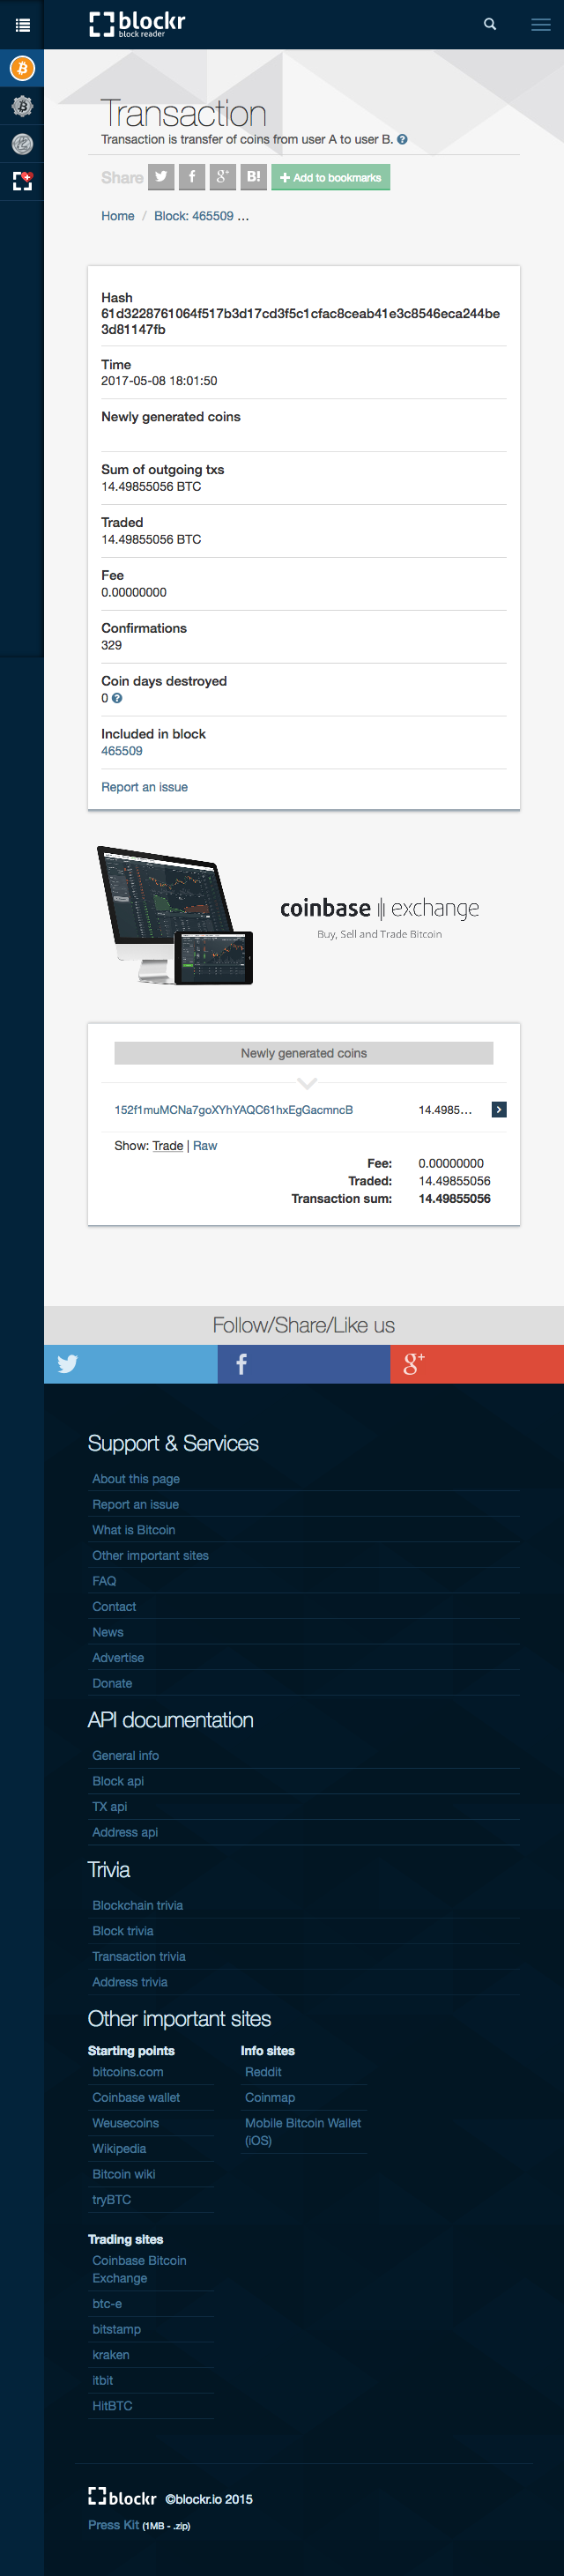 blockr
block reader
Transaction
Transaction is transfer of coins from user A to user B. ?
Share B! + Add to bookmarks
Home / Block: 465509 ...
Hash
61d3228761064f517b3d17cd3f5c1cfac8ceab41e3c8546eca244be
3d81147fb
Time
2017-05-08 18:01:50
Newly generated coins
Sum of outgoing txs
14.49855056 BTC
Traded
14.49855056 BTC
Fee
0.00000000
Confirmations
329
Coin days destroyed
0 ?
Included in block
465509
Report an issue
coinbase || exchange
Buy, Sell and Trade Bitcoin
Newly generated coins
152f1muMCNa7goXYhYAQC61hxEgGacmncB 14.4985...
Show: Trade | Raw
Fee: 0.00000000
Traded: 14.49855056
Transaction sum: 14.49855056
Follow/Share/Like us
Support & Services
About this page
Report an issue
What is Bitcoin
Other important sites
FAQ
Contact
News
Advertise
Donate
API documentation
General info
Block api
TX api
Address api
Trivia
Blockchain trivia
Block trivia
Transaction trivia
Address trivia
Other important sites
Starting points
bitcoins.com
Coinbase wallet
Weusecoins
Wikipedia
Bitcoin wiki
tryBTC
Info sites
Reddit
Coinmap
Mobile Bitcoin Wallet
(iOS)
Trading sites
Coinbase Bitcoin
Exchange
btc-e
bitstamp
kraken
itbit
HitBTC
blockr ©blockr.io 2015
Press Kit (1MB - .zip)